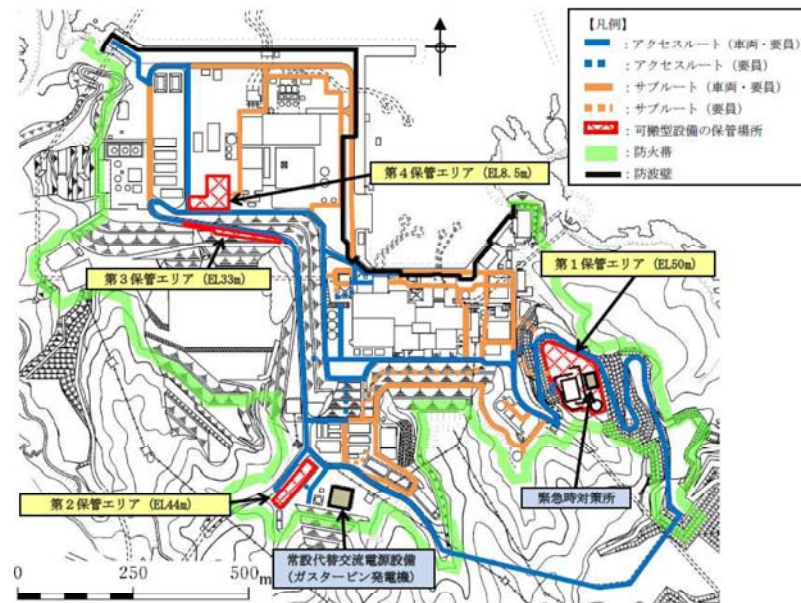 【凡例】
：アクセスルート（車両・要員）
：アクセスルート（要員）
：サブルート（車両・要員）
：サブルート（要員）
：可搬型設備の保管場所
：防火帯
：防波壁
第４保管エリア（EL8.5m）
第３保管エリア（EL33m）
第１保管エリア（EL50m）
第２保管エリア（EL44m）
緊急時対策所
常設代替交流電源設備
（ガスタービン発電機）
0 250 500m